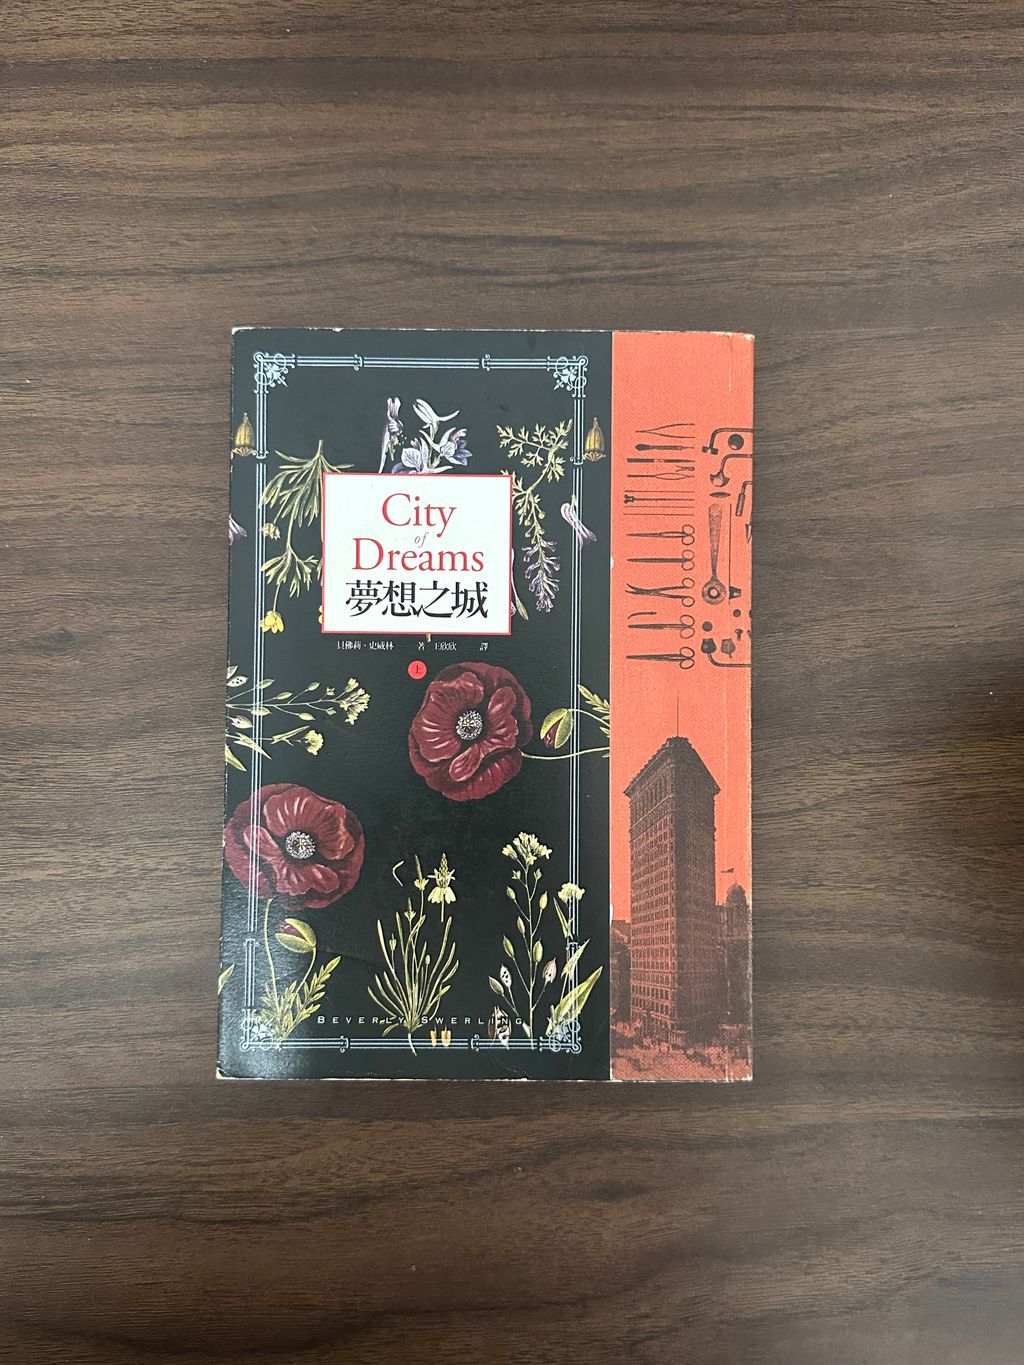 City
of
Dreams
夢想之城
貝佛莉・史威林 著 王欣欣 譯
上
BEVERLY SWERLING